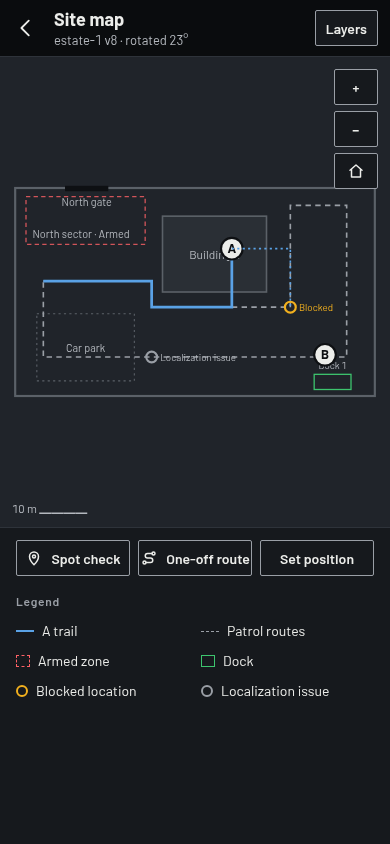 Site map
estate-1 v8 · rotated 23°
Layers
+
−
North gate
North sector · Armed
Building
A
Blocked
Car park
Localization issue
B
Dock 1
10 m
Spot check
One-off route
Set position
Legend
A trail
Patrol routes
Armed zone
Dock
Blocked location
Localization issue